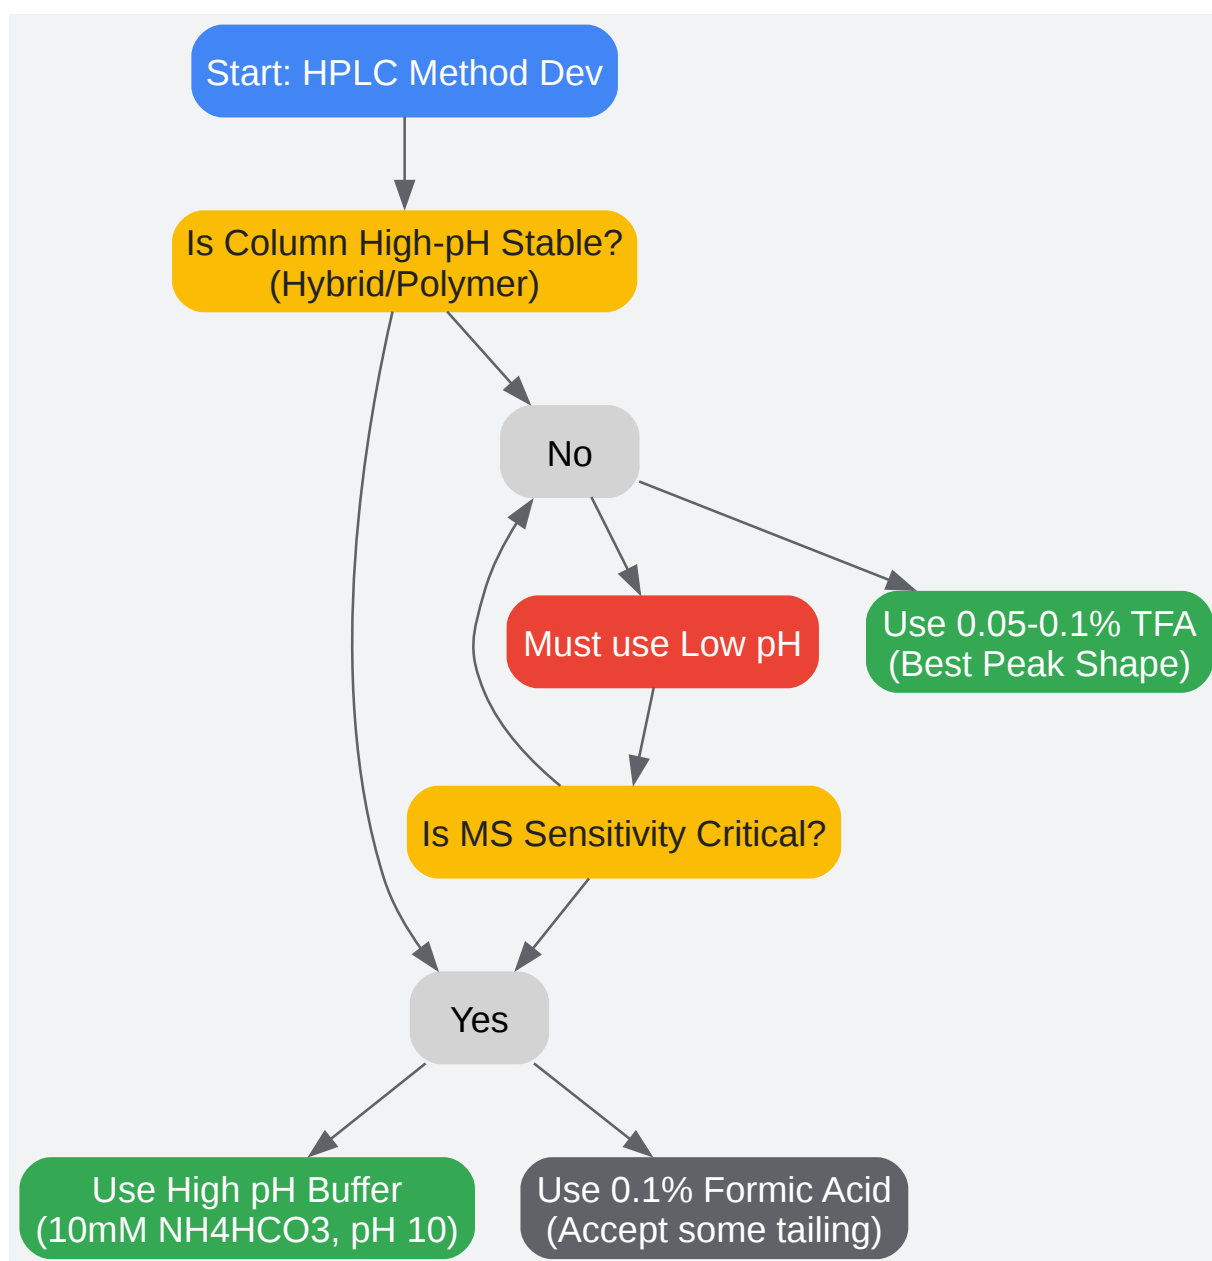 Start: HPLC Method Dev
Is Column High-pH Stable?
(Hybrid/Polymer)
No
Must use Low pH
Use 0.05-0.1% TFA
(Best Peak Shape)
Is MS Sensitivity Critical?
Yes
Use High pH Buffer
(10mM NH4HCO3, pH 10)
Use 0.1% Formic Acid
(Accept some tailing)